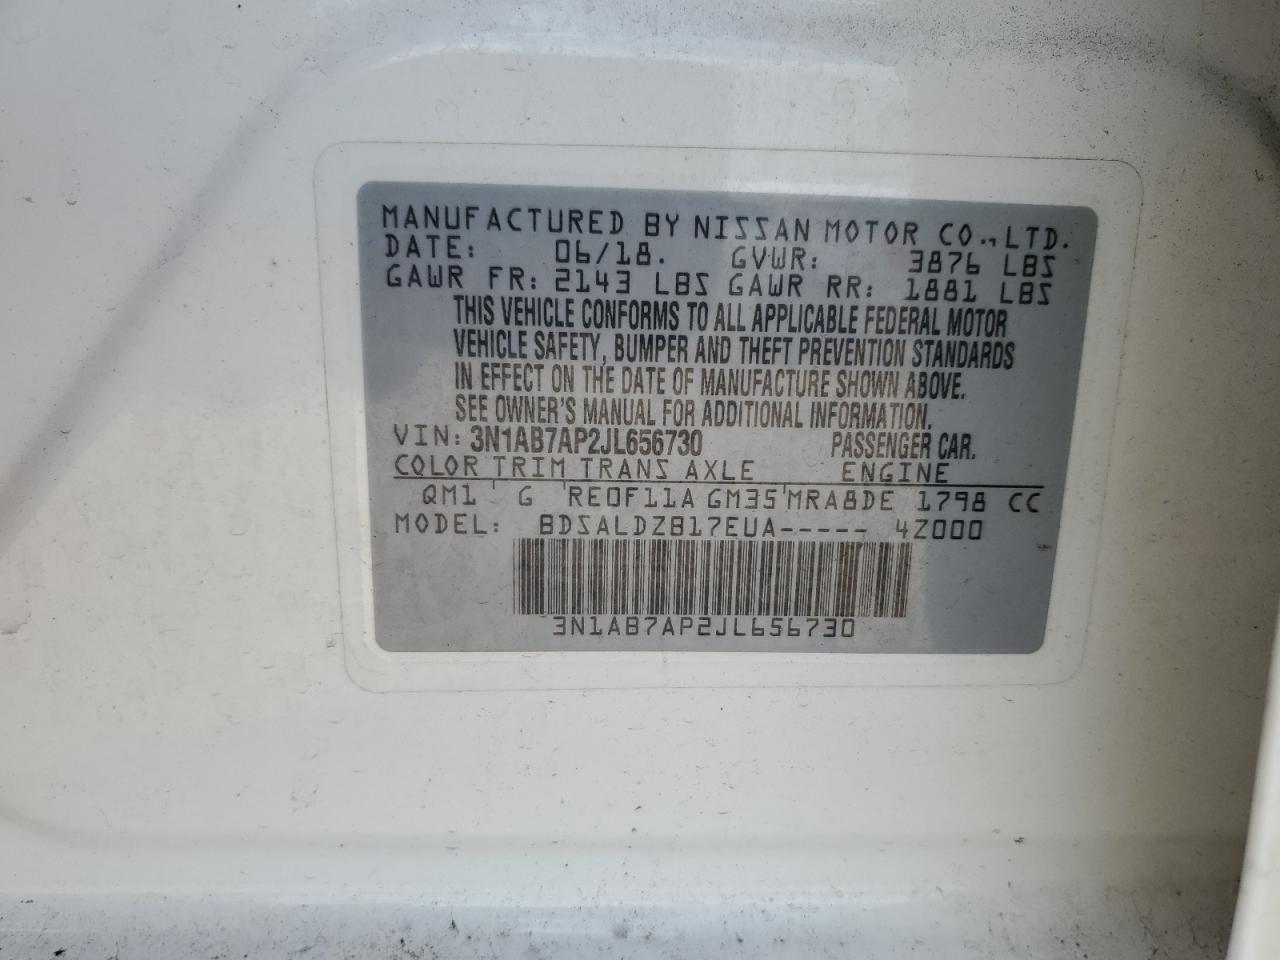 MANUFACTURED BY NISSAN MOTOR CO., LTD.
DATE: 06/18. GVWR: 3876 LBS
GAWR FR: 2143 LBS GAWR RR: 1881 LBS
THIS VEHICLE CONFORMS TO ALL APPLICABLE FEDERAL MOTOR
VEHICLE SAFETY, BUMPER AND THEFT PREVENTION STANDARDS
IN EFFECT ON THE DATE OF MANUFACTURE SHOWN ABOVE.
SEE OWNER'S MANUAL FOR ADDITIONAL INFORMATION.
VIN: 3N1AB7AP2JL656730 PASSENGER CAR.
COLOR TRIM TRANS AXLE ENGINE
QM1 ' G 'RE0F11A GM35'MRA8DE 1798 CC
MODEL: BDSALDZB17EUA----- 4Z000
3N1AB7AP2JL656730